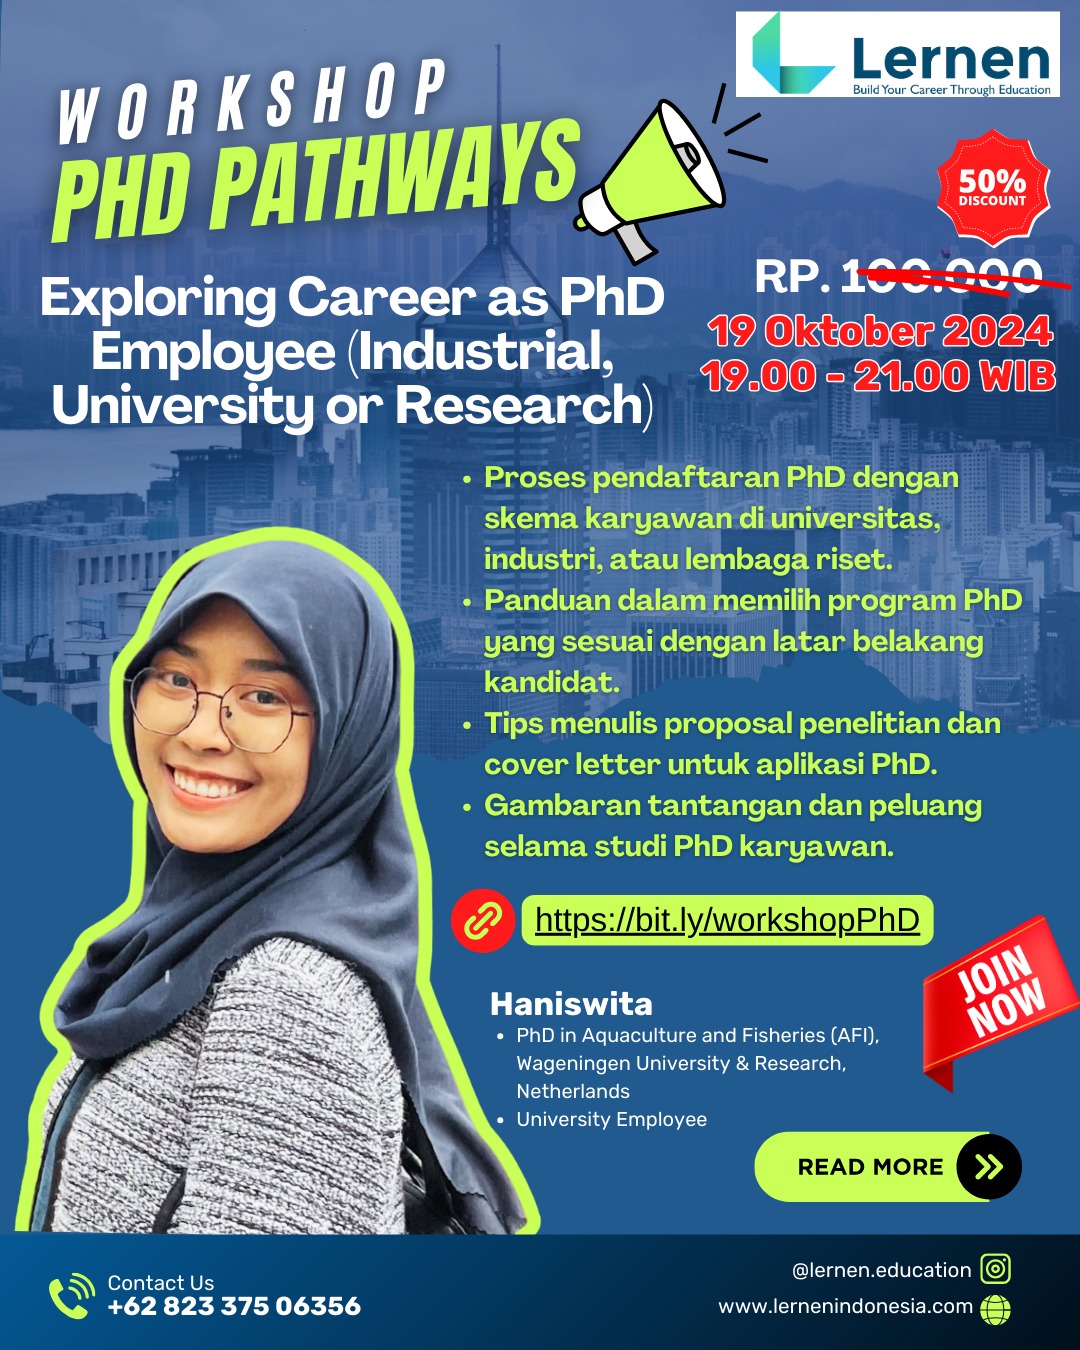 Lernen
Build Your Career Through Education
WORKSHOP
PHD PATHWAYS
50%
DISCOUNT
RP. 100.000
19 Oktober 2024
19.00 - 21.00 WIB
Exploring Career as PhD
Employee (Industrial,
University or Research)
• Proses pendaftaran PhD dengan
skema karyawan di universitas,
industri, atau lembaga riset.
• Panduan dalam memilih program PhD
yang sesuai dengan latar belakang
kandidat.
• Tips menulis proposal penelitian dan
cover letter untuk aplikasi PhD.
• Gambaran tantangan dan peluang
selama studi PhD karyawan.
https://bit.ly/workshopPhD
JOIN
NOW
Haniswita
• PhD in Aquaculture and Fisheries (AFI),
Wageningen University & Research,
Netherlands
• University Employee
READ MORE
Contact Us
+62 823 375 06356
@lernen.education
www.lernenindonesia.com